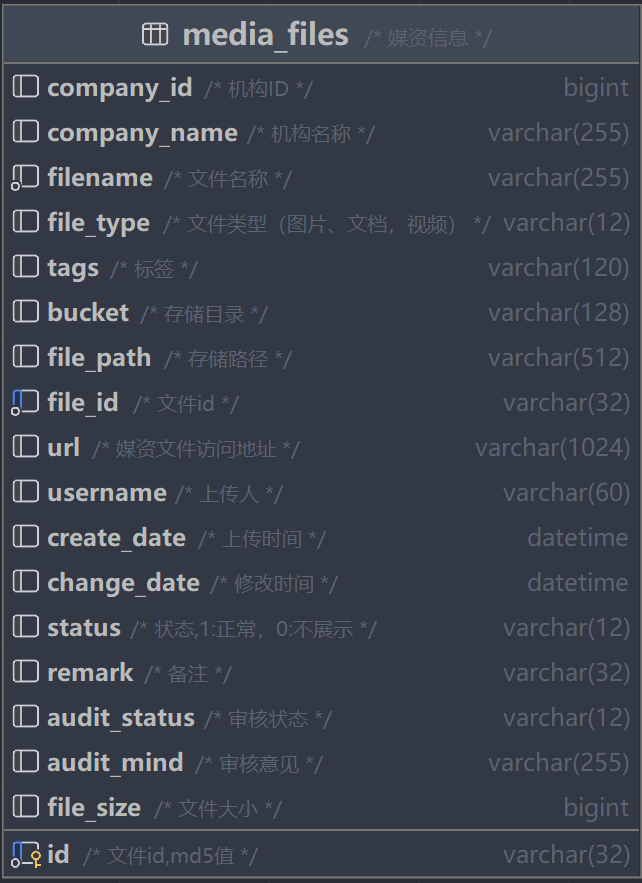 media_files /* 媒资信息 */
company_id /* 机构ID */ bigint
company_name /* 机构名称 */ varchar(255)
filename /* 文件名称 */ varchar(255)
file_type /* 文件类型（图片、文档，视频） */ varchar(12)
tags /* 标签 */ varchar(120)
bucket /* 存储目录 */ varchar(128)
file_path /* 存储路径 */ varchar(512)
file_id /* 文件id */ varchar(32)
url /* 媒资文件访问地址 */ varchar(1024)
username /* 上传人 */ varchar(60)
create_date /* 上传时间 */ datetime
change_date /* 修改时间 */ datetime
status /* 状态,1:正常，0:不展示 */ varchar(12)
remark /* 备注 */ varchar(32)
audit_status /* 审核状态 */ varchar(12)
audit_mind /* 审核意见 */ varchar(255)
file_size /* 文件大小 */ bigint
id /* 文件id,md5值 */ varchar(32)